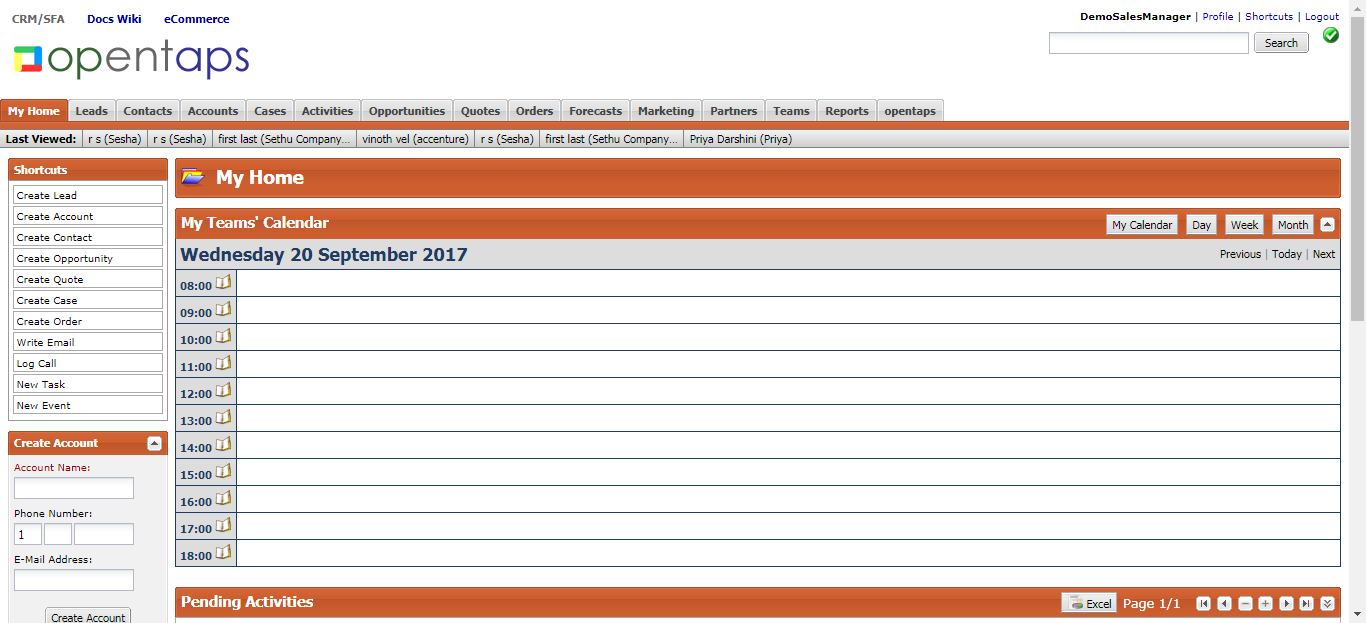 CRM/SFA Docs Wiki eCommerce
DemoSalesManager | Profile | Shortcuts | Logout
opentaps
Search
My Home Leads Contacts Accounts Cases Activities Opportunities Quotes Orders Forecasts Marketing Partners Teams Reports opentaps
Last Viewed: r s (Sesha) r s (Sesha) first last (Sethu Company... vinoth vel (accenture) r s (Sesha) first last (Sethu Company... Priya Darshini (Priya)
Shortcuts
Create Lead
Create Account
Create Contact
Create Opportunity
Create Quote
Create Case
Create Order
Write Email
Log Call
New Task
New Event
Create Account
Account Name:
Phone Number:
1
E-Mail Address:
Create Account
My Home
My Teams' Calendar My Calendar Day Week Month
Wednesday 20 September 2017 Previous | Today | Next
08:00
09:00
10:00
11:00
12:00
13:00
14:00
15:00
16:00
17:00
18:00
Pending Activities Excel Page 1/1